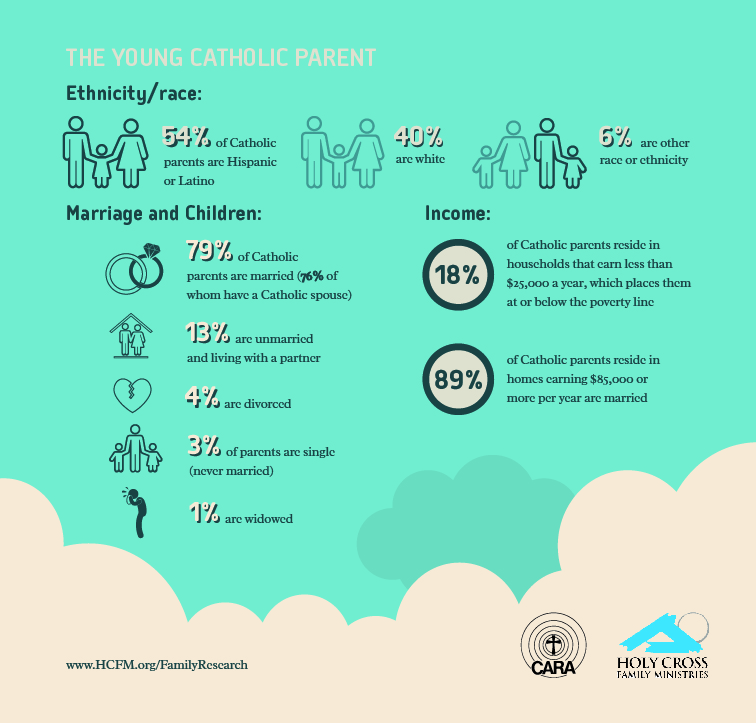 THE YOUNG CATHOLIC PARENT
Ethnicity/race:
54% of Catholic
parents are Hispanic
or Latino
40%
are white
6% are other
race or ethnicity
Marriage and Children:
79% of Catholic
parents are married (76% of
whom have a Catholic spouse)
13% are unmarried
and living with a partner
4% are divorced
3% of parents are single
(never married)
1% are widowed
Income:
18%
of Catholic parents reside in
households that earn less than
$25,000 a year, which places them
at or below the poverty line
89%
of Catholic parents reside in
homes earning $85,000 or
more per year are married
www.HCFM.org/FamilyResearch
CARA
HOLY CROSS
FAMILY MINISTRIES